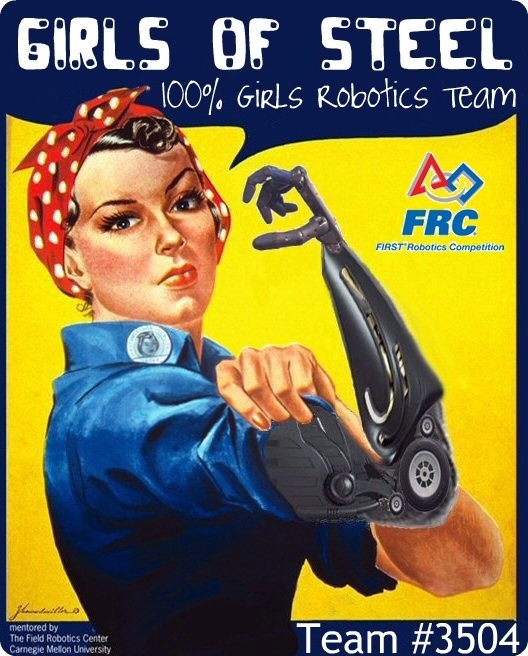 GIRLS OF STEEL
100% GiRLS RoboTics Team
FRC
FIRST® Robotics Competition
mentored by
The Field Robotics Center
Carnegie Mellon University
Team #3504